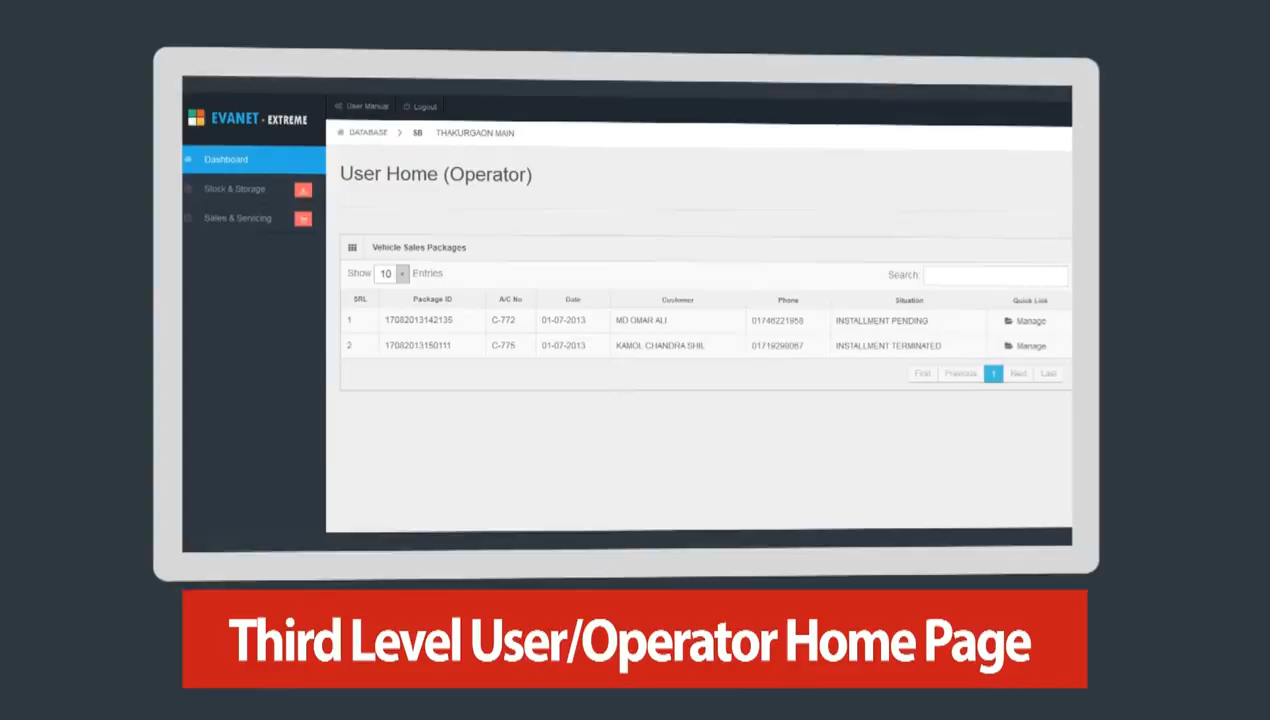 EVANET - EXTREME
User Manual Logout
DATABASE > SB THAKURGAON MAIN
Dashboard
Stock & Storage
Sales & Servicing
User Home (Operator)
Vehicle Sales Packages
Show 10 Entries
Search:
SRL Package ID A/C No Date Customer Phone Situation Quick Link
1 17082013142135 C-772 01-07-2013 MD OMAR ALI 01746221958 INSTALLMENT PENDING Manage
2 17082013150111 C-775 01-07-2013 KAMOL CHANDRA SHIL 01719298067 INSTALLMENT TERMINATED Manage
First Previous 1 Next Last
Third Level User/Operator Home Page